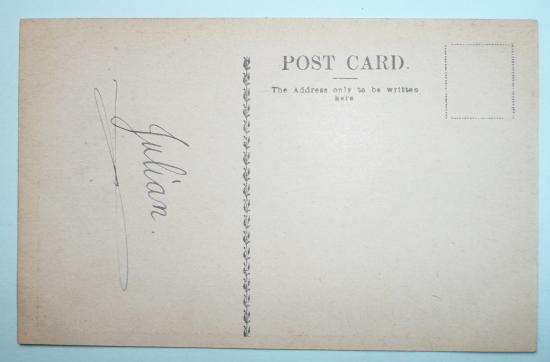 POST CARD.
The Address only to be written
here
Julian.